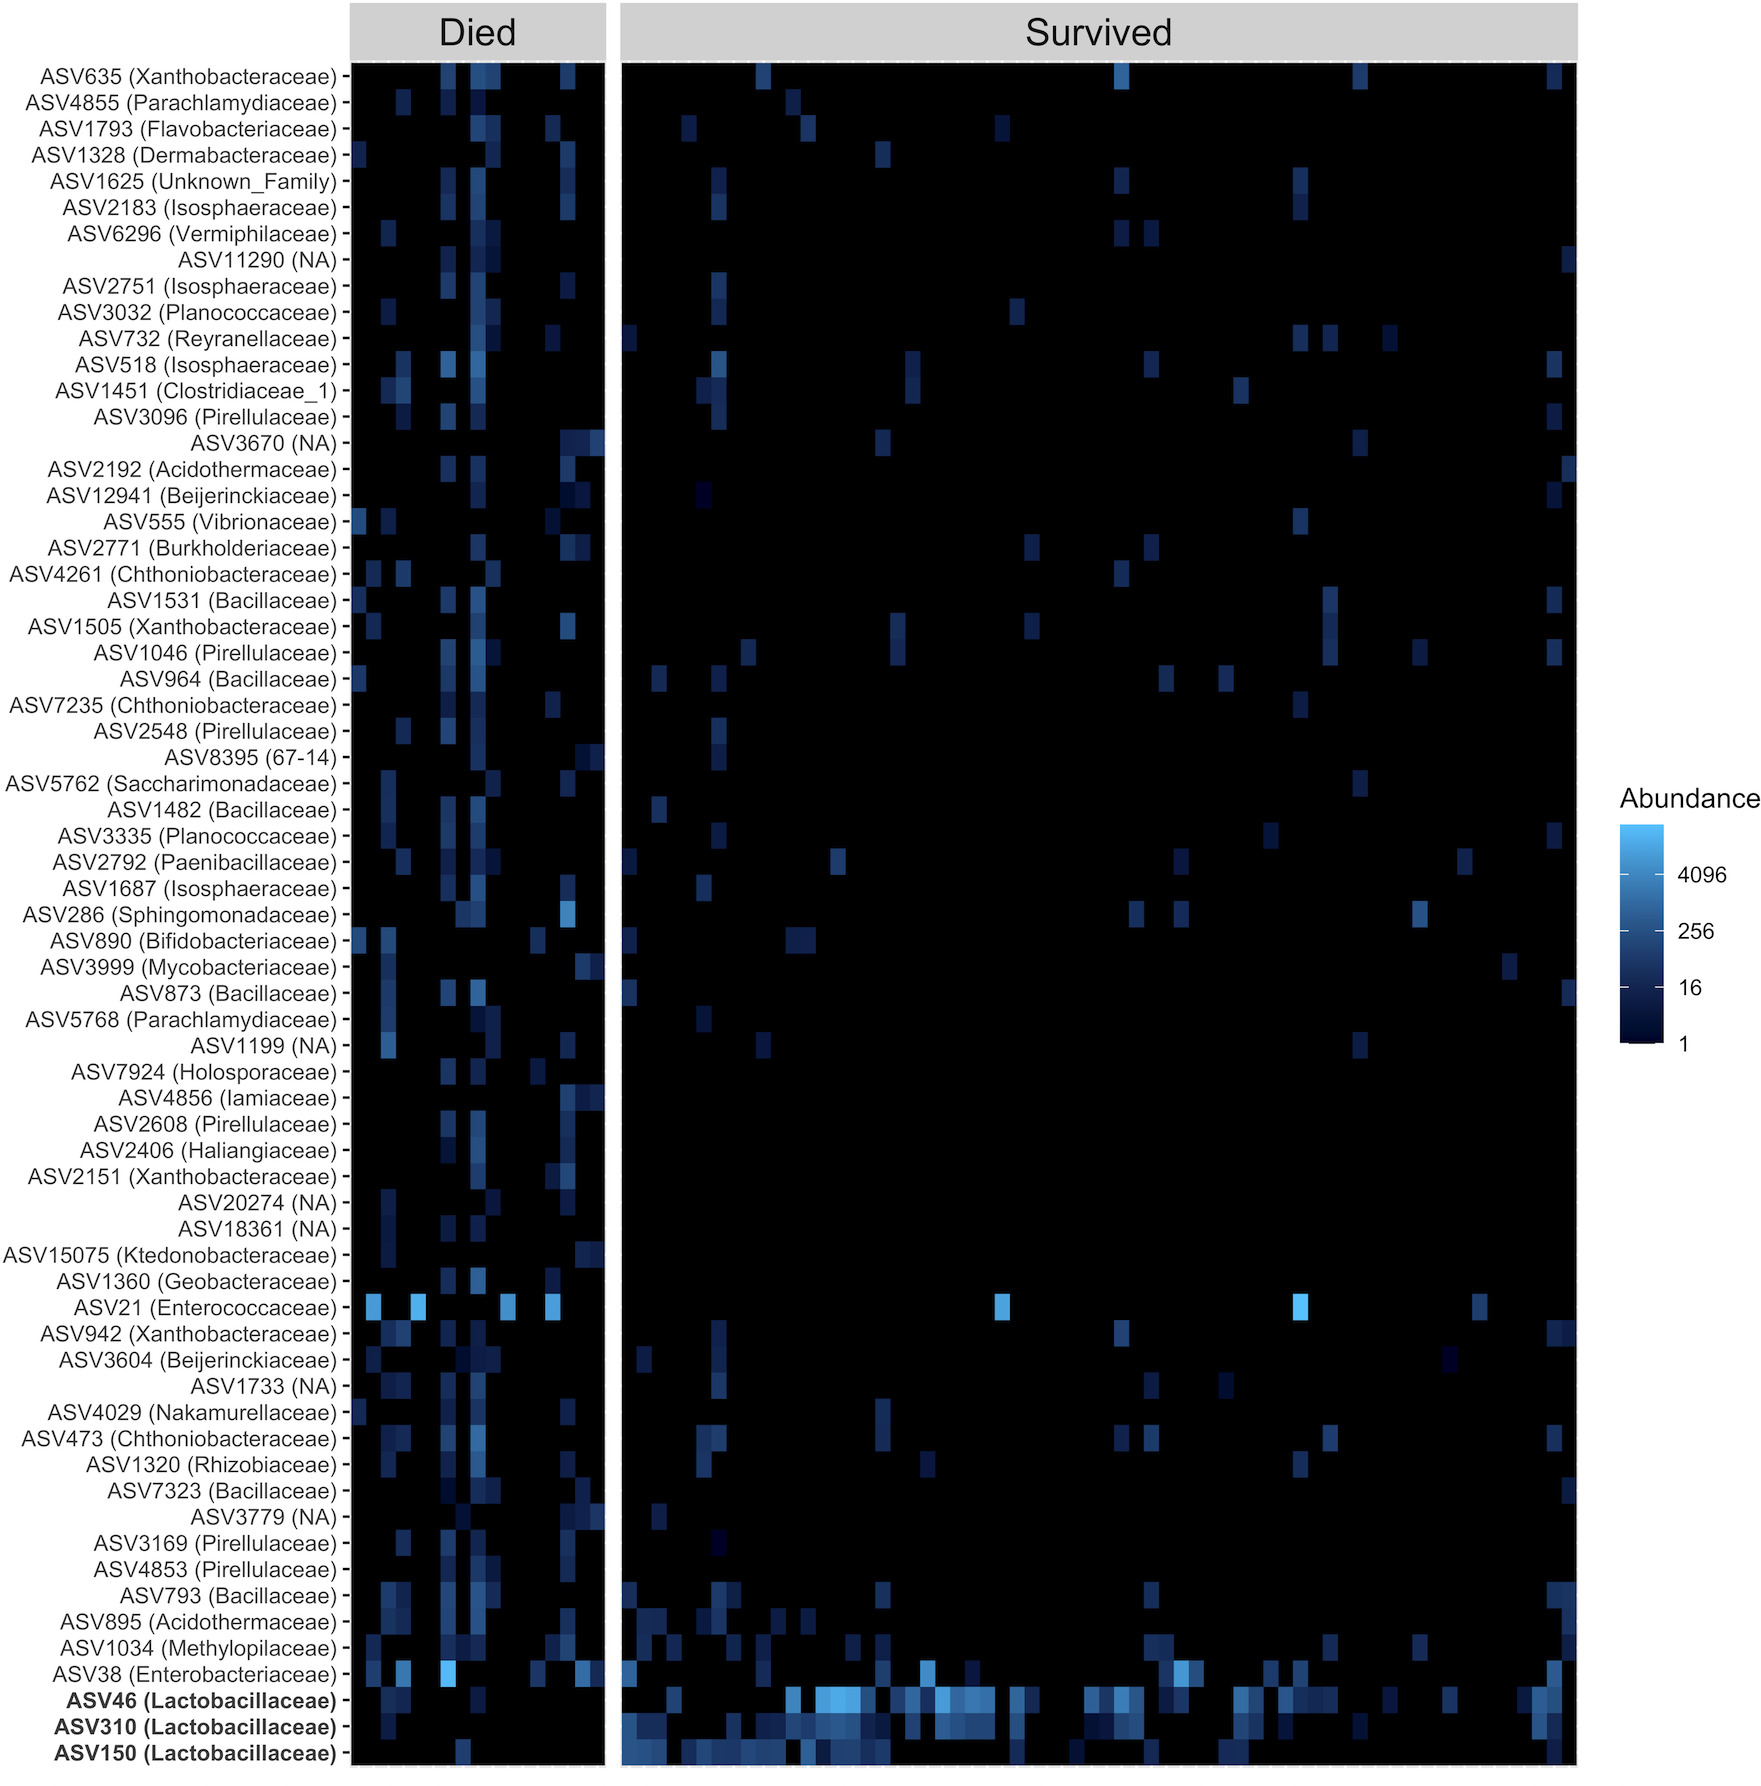 Died
Survived
ASV635 (Xanthobacteraceae)
ASV4855 (Parachlamydiaceae)
ASV1793 (Flavobacteriaceae)
ASV1328 (Dermabacteraceae)
ASV1625 (Unknown_Family)
ASV2183 (Isosphaeraceae)
ASV6296 (Vermiphilaceae)
ASV11290 (NA)
ASV2751 (Isosphaeraceae)
ASV3032 (Planococcaceae)
ASV732 (Reyranellaceae)
ASV518 (Isosphaeraceae)
ASV1451 (Clostridiaceae_1)
ASV3096 (Pirellulaceae)
ASV3670 (NA)
ASV2192 (Acidothermaceae)
ASV12941 (Beijerinckiaceae)
ASV555 (Vibrionaceae)
ASV2771 (Burkholderiaceae)
ASV4261 (Chthoniobacteraceae)
ASV1531 (Bacillaceae)
ASV1505 (Xanthobacteraceae)
ASV1046 (Pirellulaceae)
ASV964 (Bacillaceae)
ASV7235 (Chthoniobacteraceae)
ASV2548 (Pirellulaceae)
ASV8395 (67-14)
ASV5762 (Saccharimonadaceae)
ASV1482 (Bacillaceae)
ASV3335 (Planococcaceae)
ASV2792 (Paenibacillaceae)
ASV1687 (Isosphaeraceae)
ASV286 (Sphingomonadaceae)
ASV890 (Bifidobacteriaceae)
ASV3999 (Mycobacteriaceae)
ASV873 (Bacillaceae)
ASV5768 (Parachlamydiaceae)
ASV1199 (NA)
ASV7924 (Holosporaceae)
ASV4856 (Iamiaceae)
ASV2608 (Pirellulaceae)
ASV2406 (Haliangiaceae)
ASV2151 (Xanthobacteraceae)
ASV20274 (NA)
ASV18361 (NA)
ASV15075 (Ktedonobacteraceae)
ASV1360 (Geobacteraceae)
ASV21 (Enterococcaceae)
ASV942 (Xanthobacteraceae)
ASV3604 (Beijerinckiaceae)
ASV1733 (NA)
ASV4029 (Nakamurellaceae)
ASV473 (Chthoniobacteraceae)
ASV1320 (Rhizobiaceae)
ASV7323 (Bacillaceae)
ASV3779 (NA)
ASV3169 (Pirellulaceae)
ASV4853 (Pirellulaceae)
ASV793 (Bacillaceae)
ASV895 (Acidothermaceae)
ASV1034 (Methylopilaceae)
ASV38 (Enterobacteriaceae)
ASV46 (Lactobacillaceae)
ASV310 (Lactobacillaceae)
ASV150 (Lactobacillaceae)
Abundance
4096
256
16
1